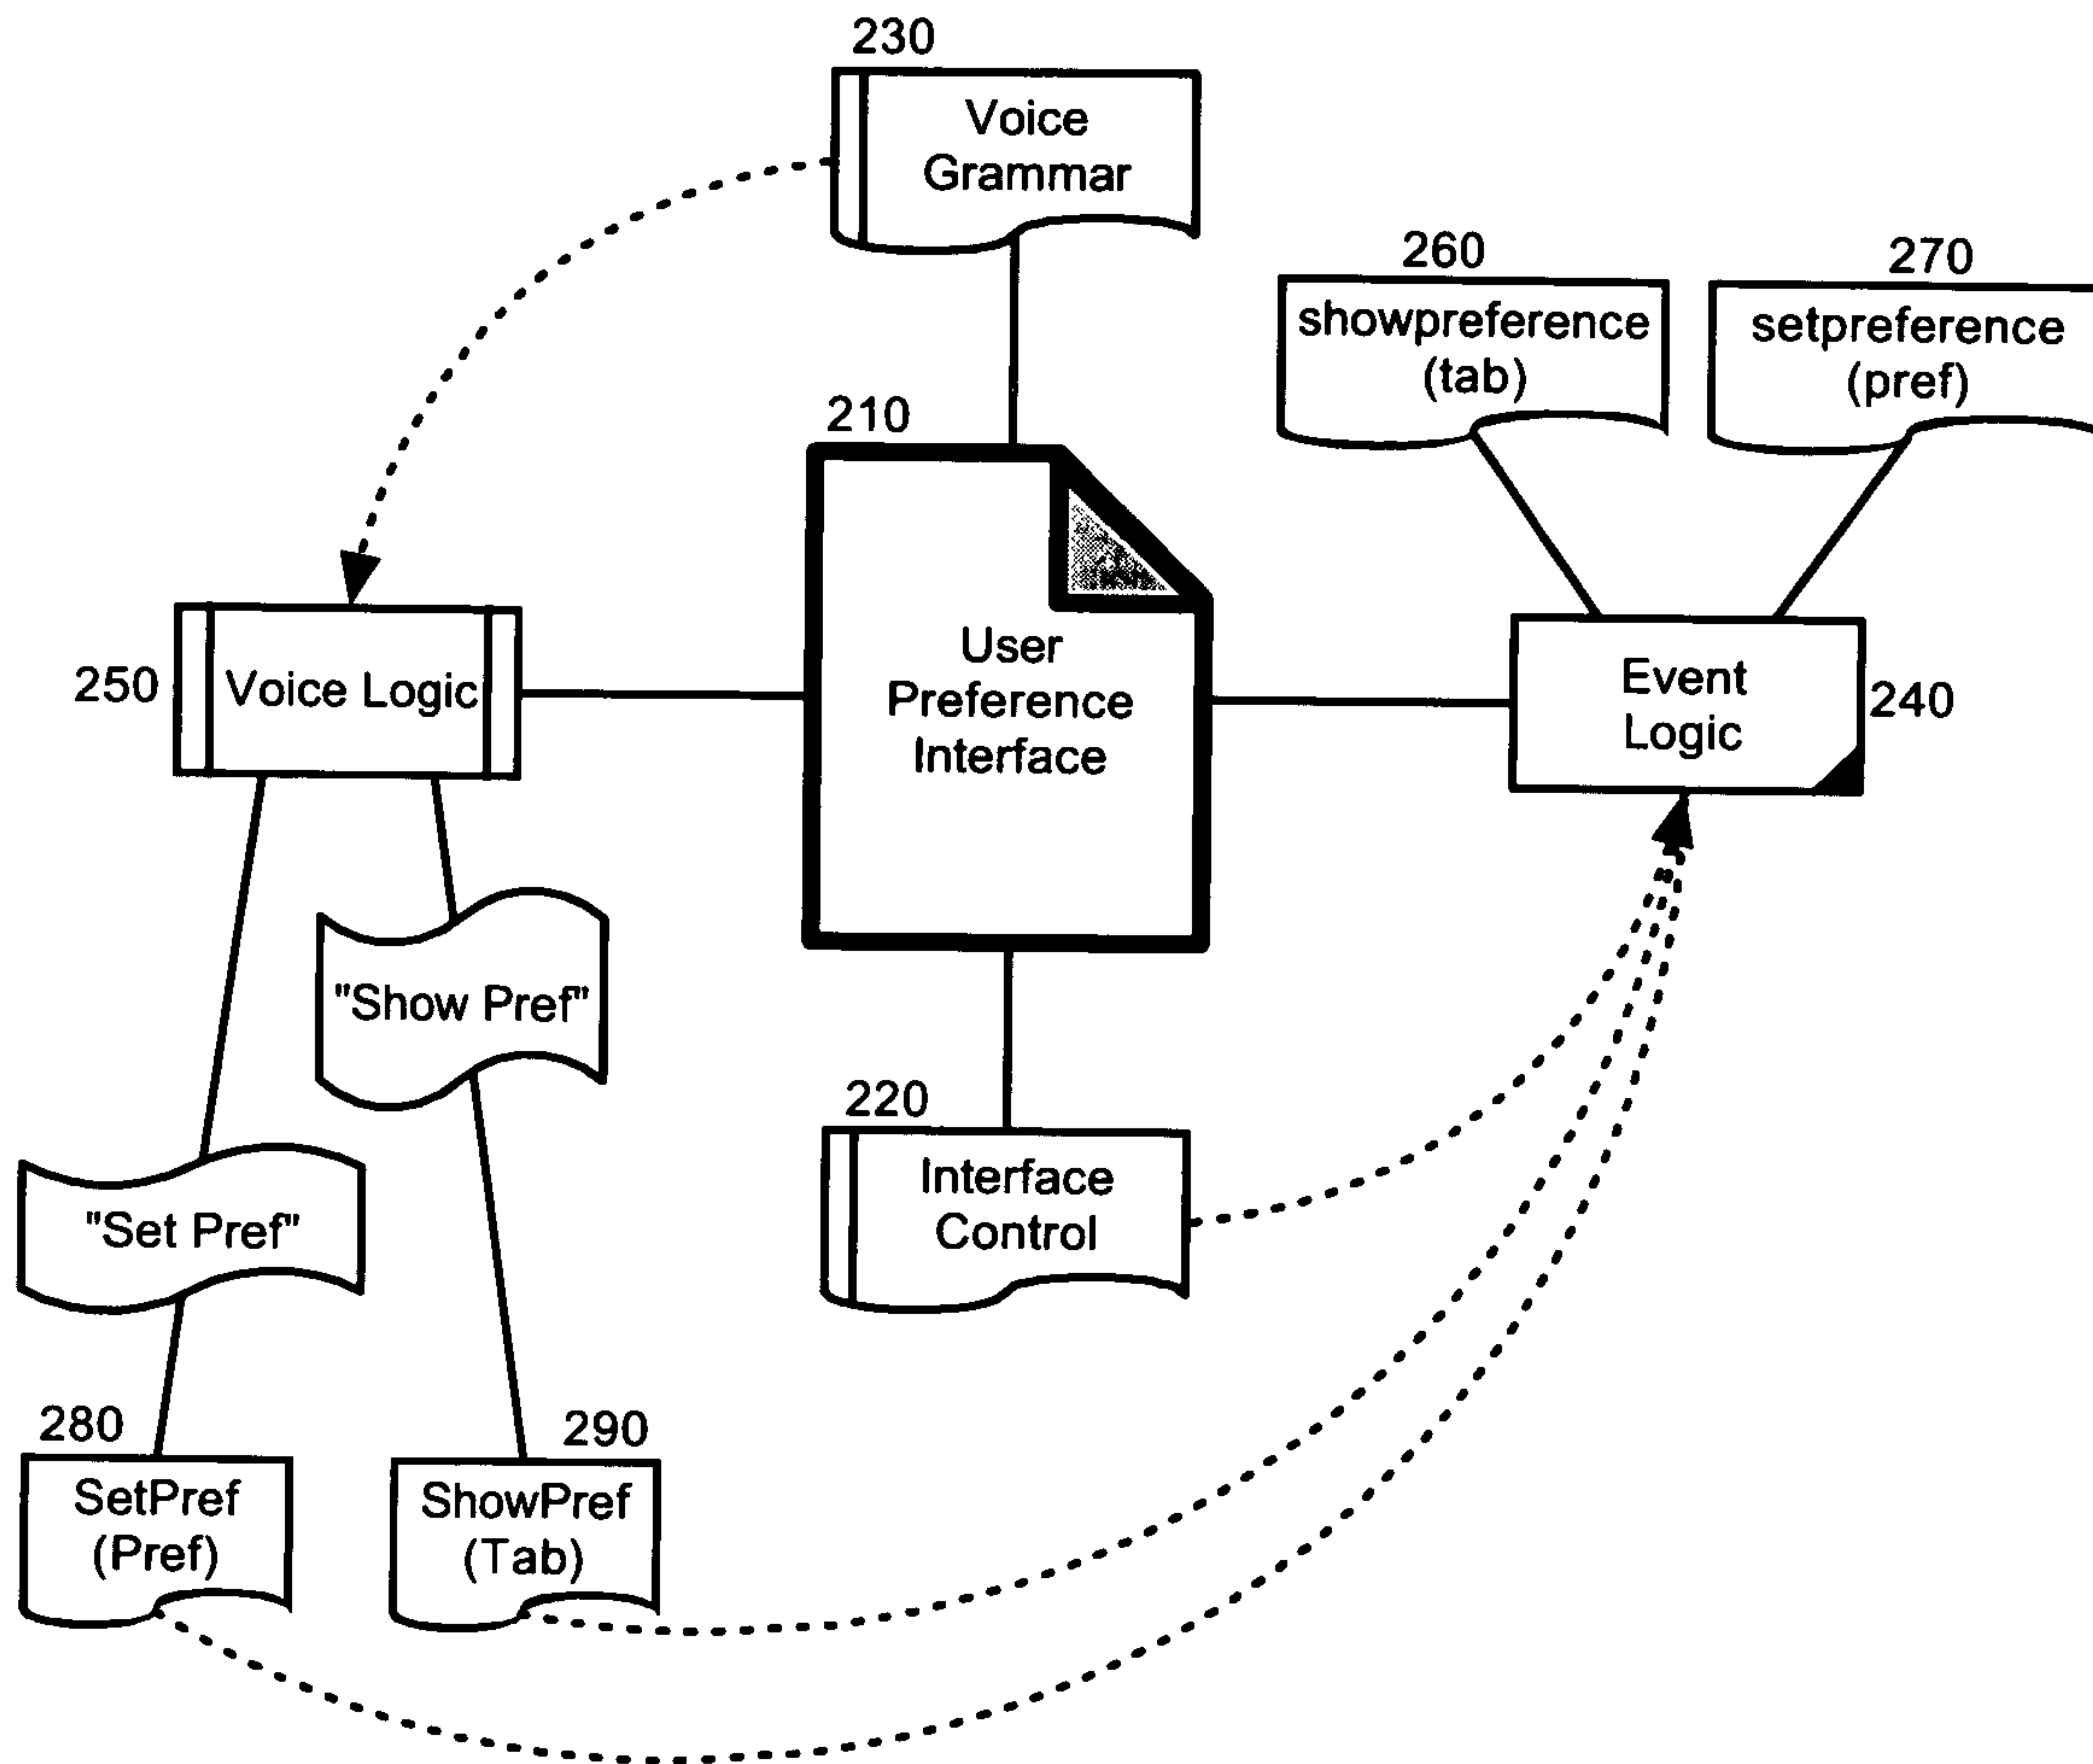 230
Voice
Grammar
260
showpreference
(tab)
270
setpreference
(pref)
210
User
Preference
Interface
250
Voice Logic
Event
Logic
240
"Show Pref"
"Set Pref"
220
Interface
Control
280
SetPref
(Pref)
290
ShowPref
(Tab)